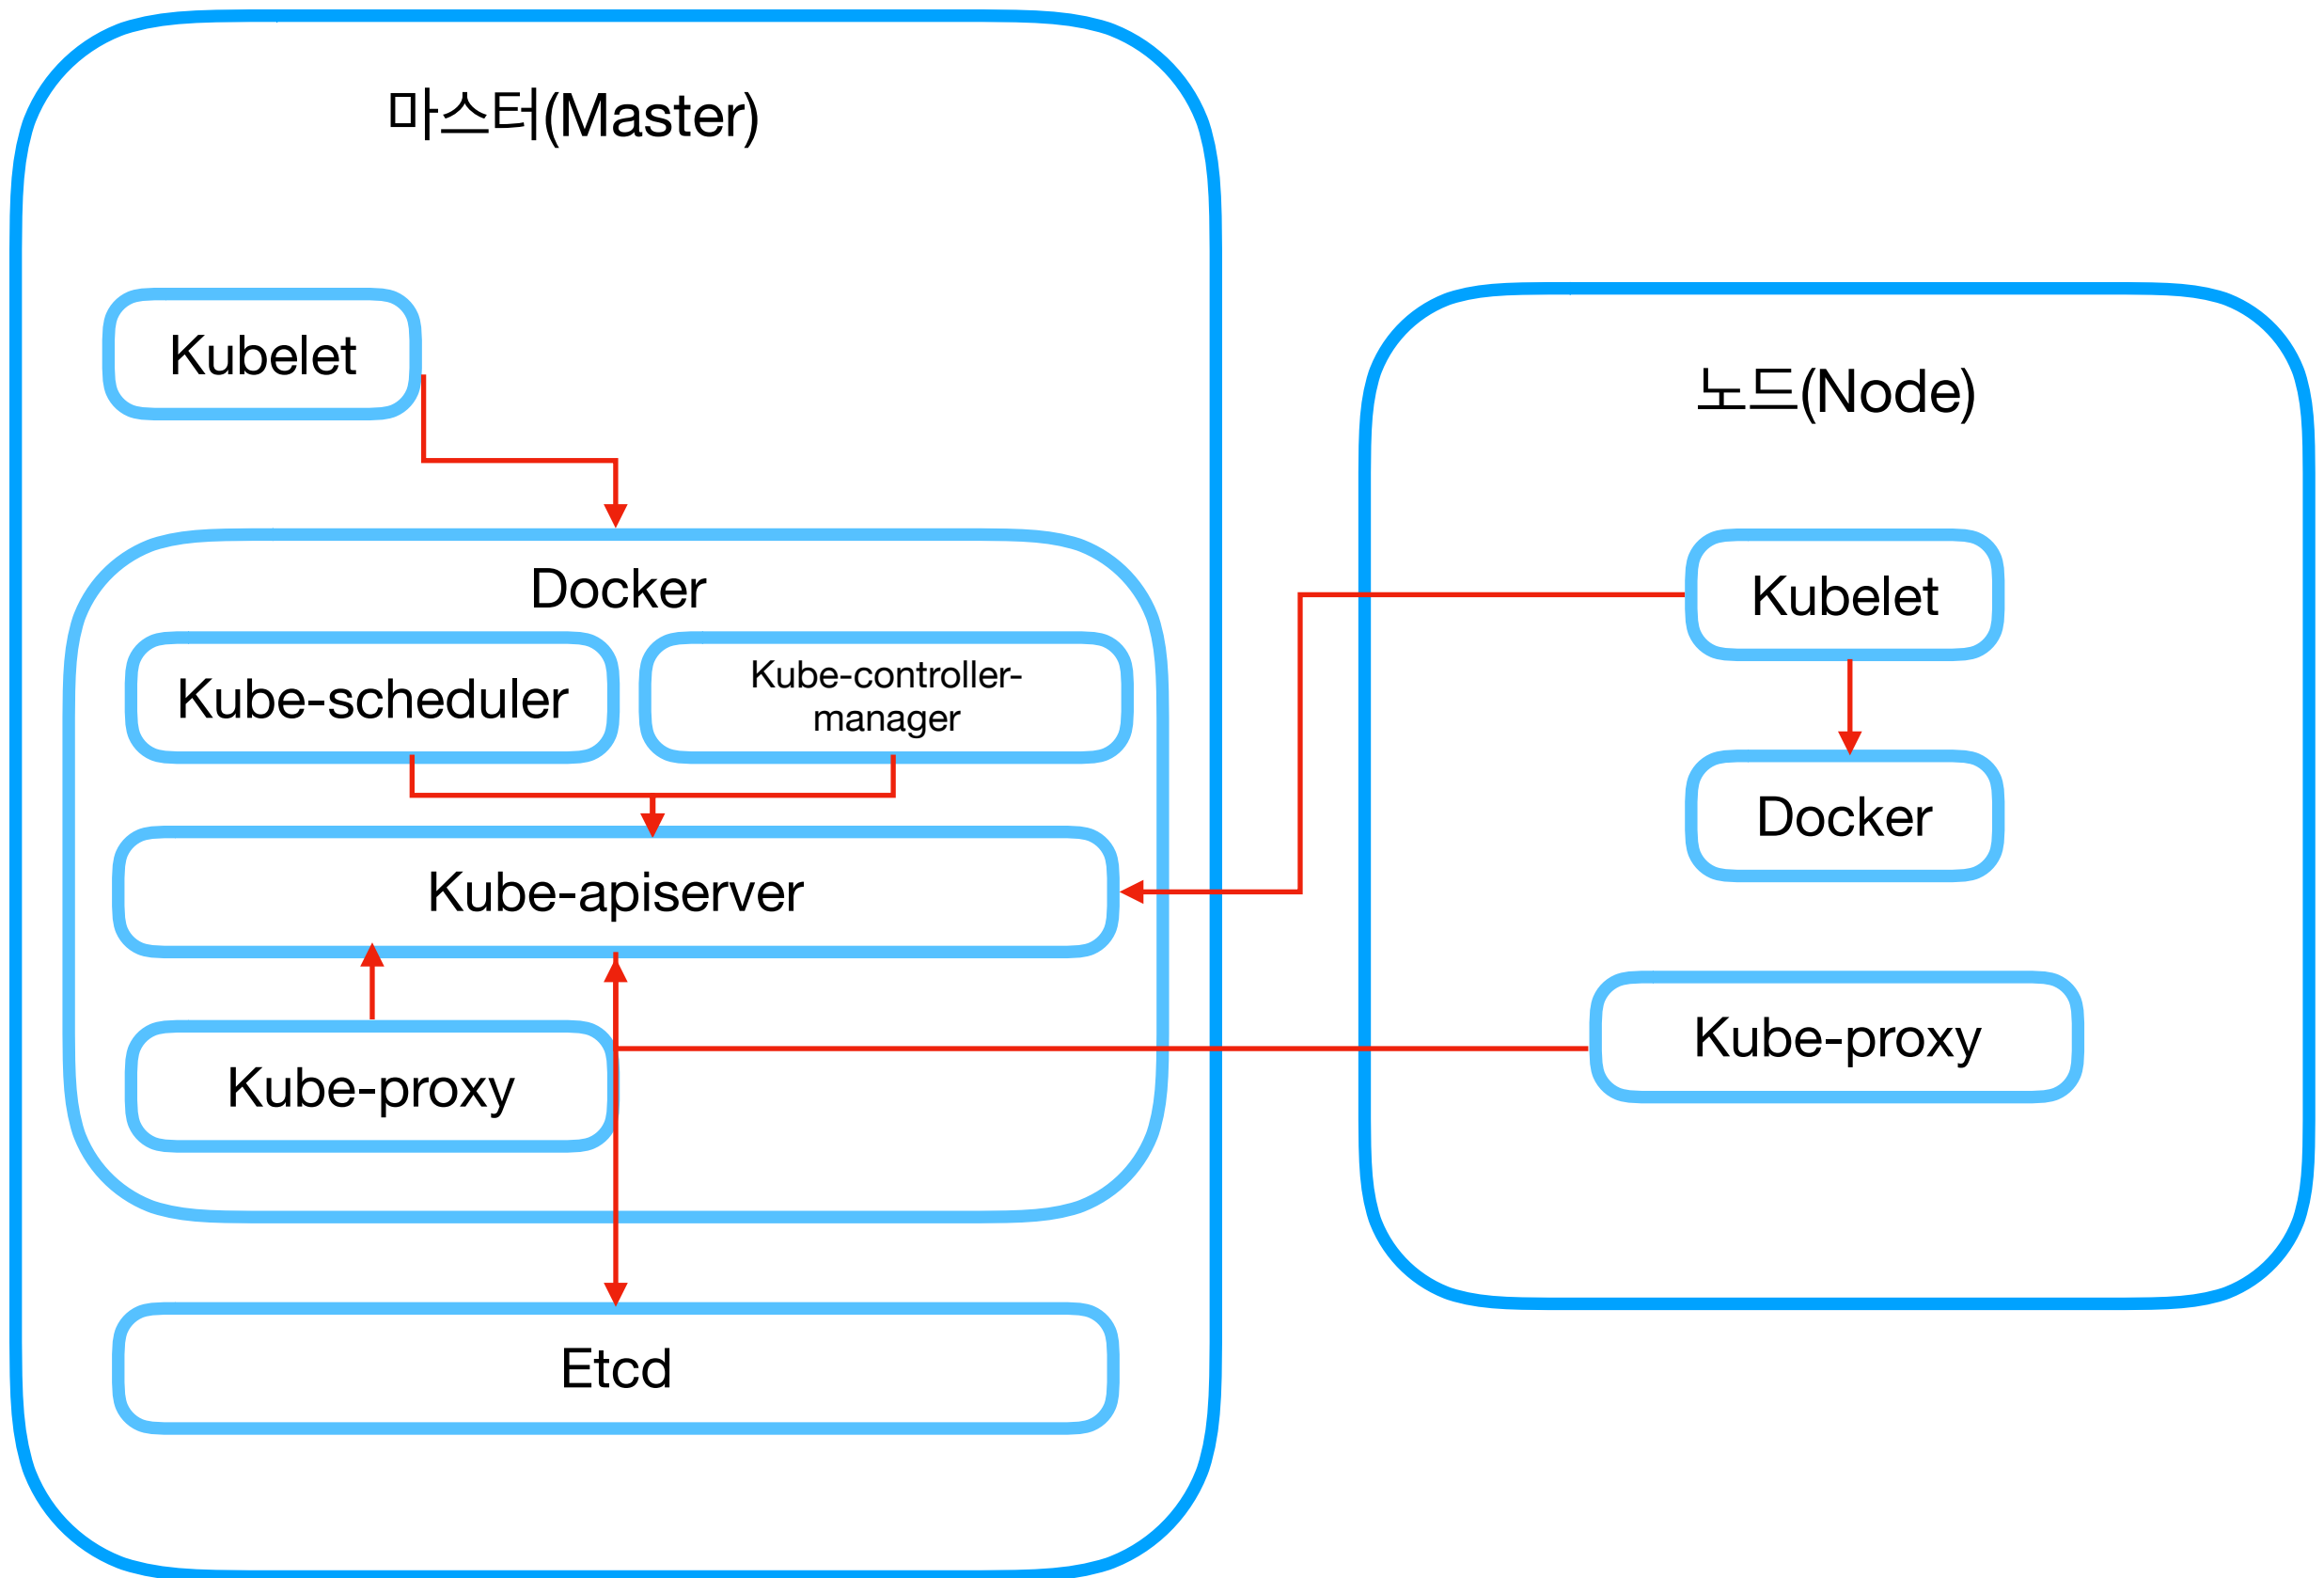 마스터(Master)
Kubelet
Docker
Kube-scheduler
Kube-controller-
manager
Kube-apiserver
Kube-proxy
Etcd
노드(Node)
Kubelet
Docker
Kube-proxy